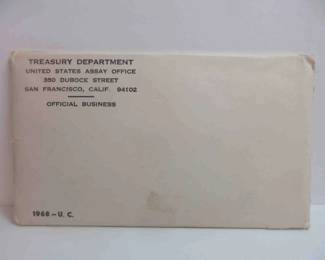 TREASURY DEPARTMENT
UNITED STATES ASSAY OFFICE
350 DUBOCE STREET
SAN FRANCISCO, CALIF. 94102
OFFICIAL BUSINESS
1968 - U. C.